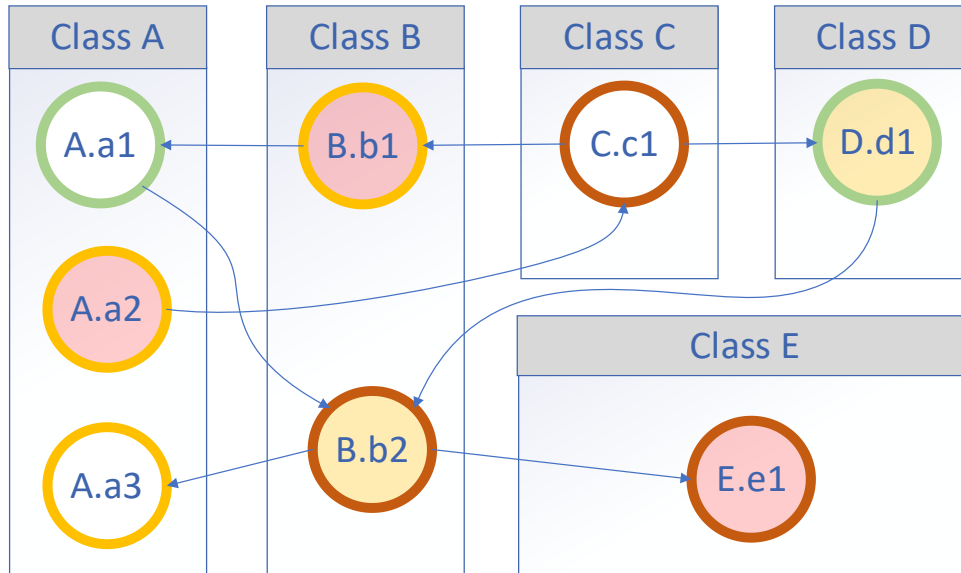 Class A
Class B
Class C
Class D
A.a1
B.b1
C.c1
D.d1
A.a2
Class E
A.a3
B.b2
E.e1